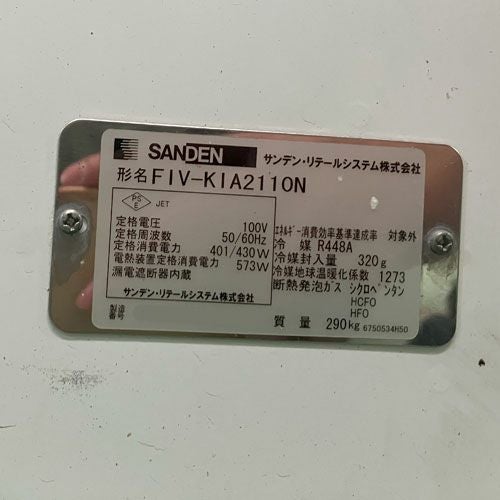 SANDEN サンデン・リテールシステム株式会社
形名 FIV-KIA2110N
PS E JET
定格電圧 100V
定格周波数 50/60Hz
定格消費電力 401/430W
電熱装置定格消費電力 573W
漏電遮断器内蔵
サンデン・リテールシステム株式会社
製造番号
エネルギー消費効率基準達成率 対象外
冷媒 R448A
冷媒封入量 320g
冷媒地球温暖化係数 1273
断熱発泡ガス シクロペンタン
HCFO
HFO
質量 290kg 6750534H50